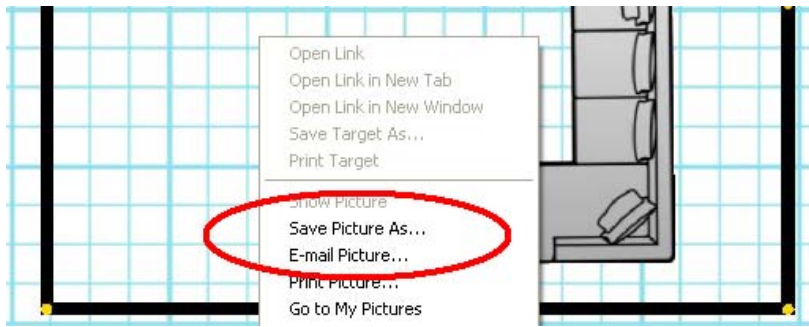 Open Link
Open Link in New Tab
Open Link in New Window
Save Target As...
Print Target
Show Picture
Save Picture As...
E-mail Picture...
Print Picture...
Go to My Pictures